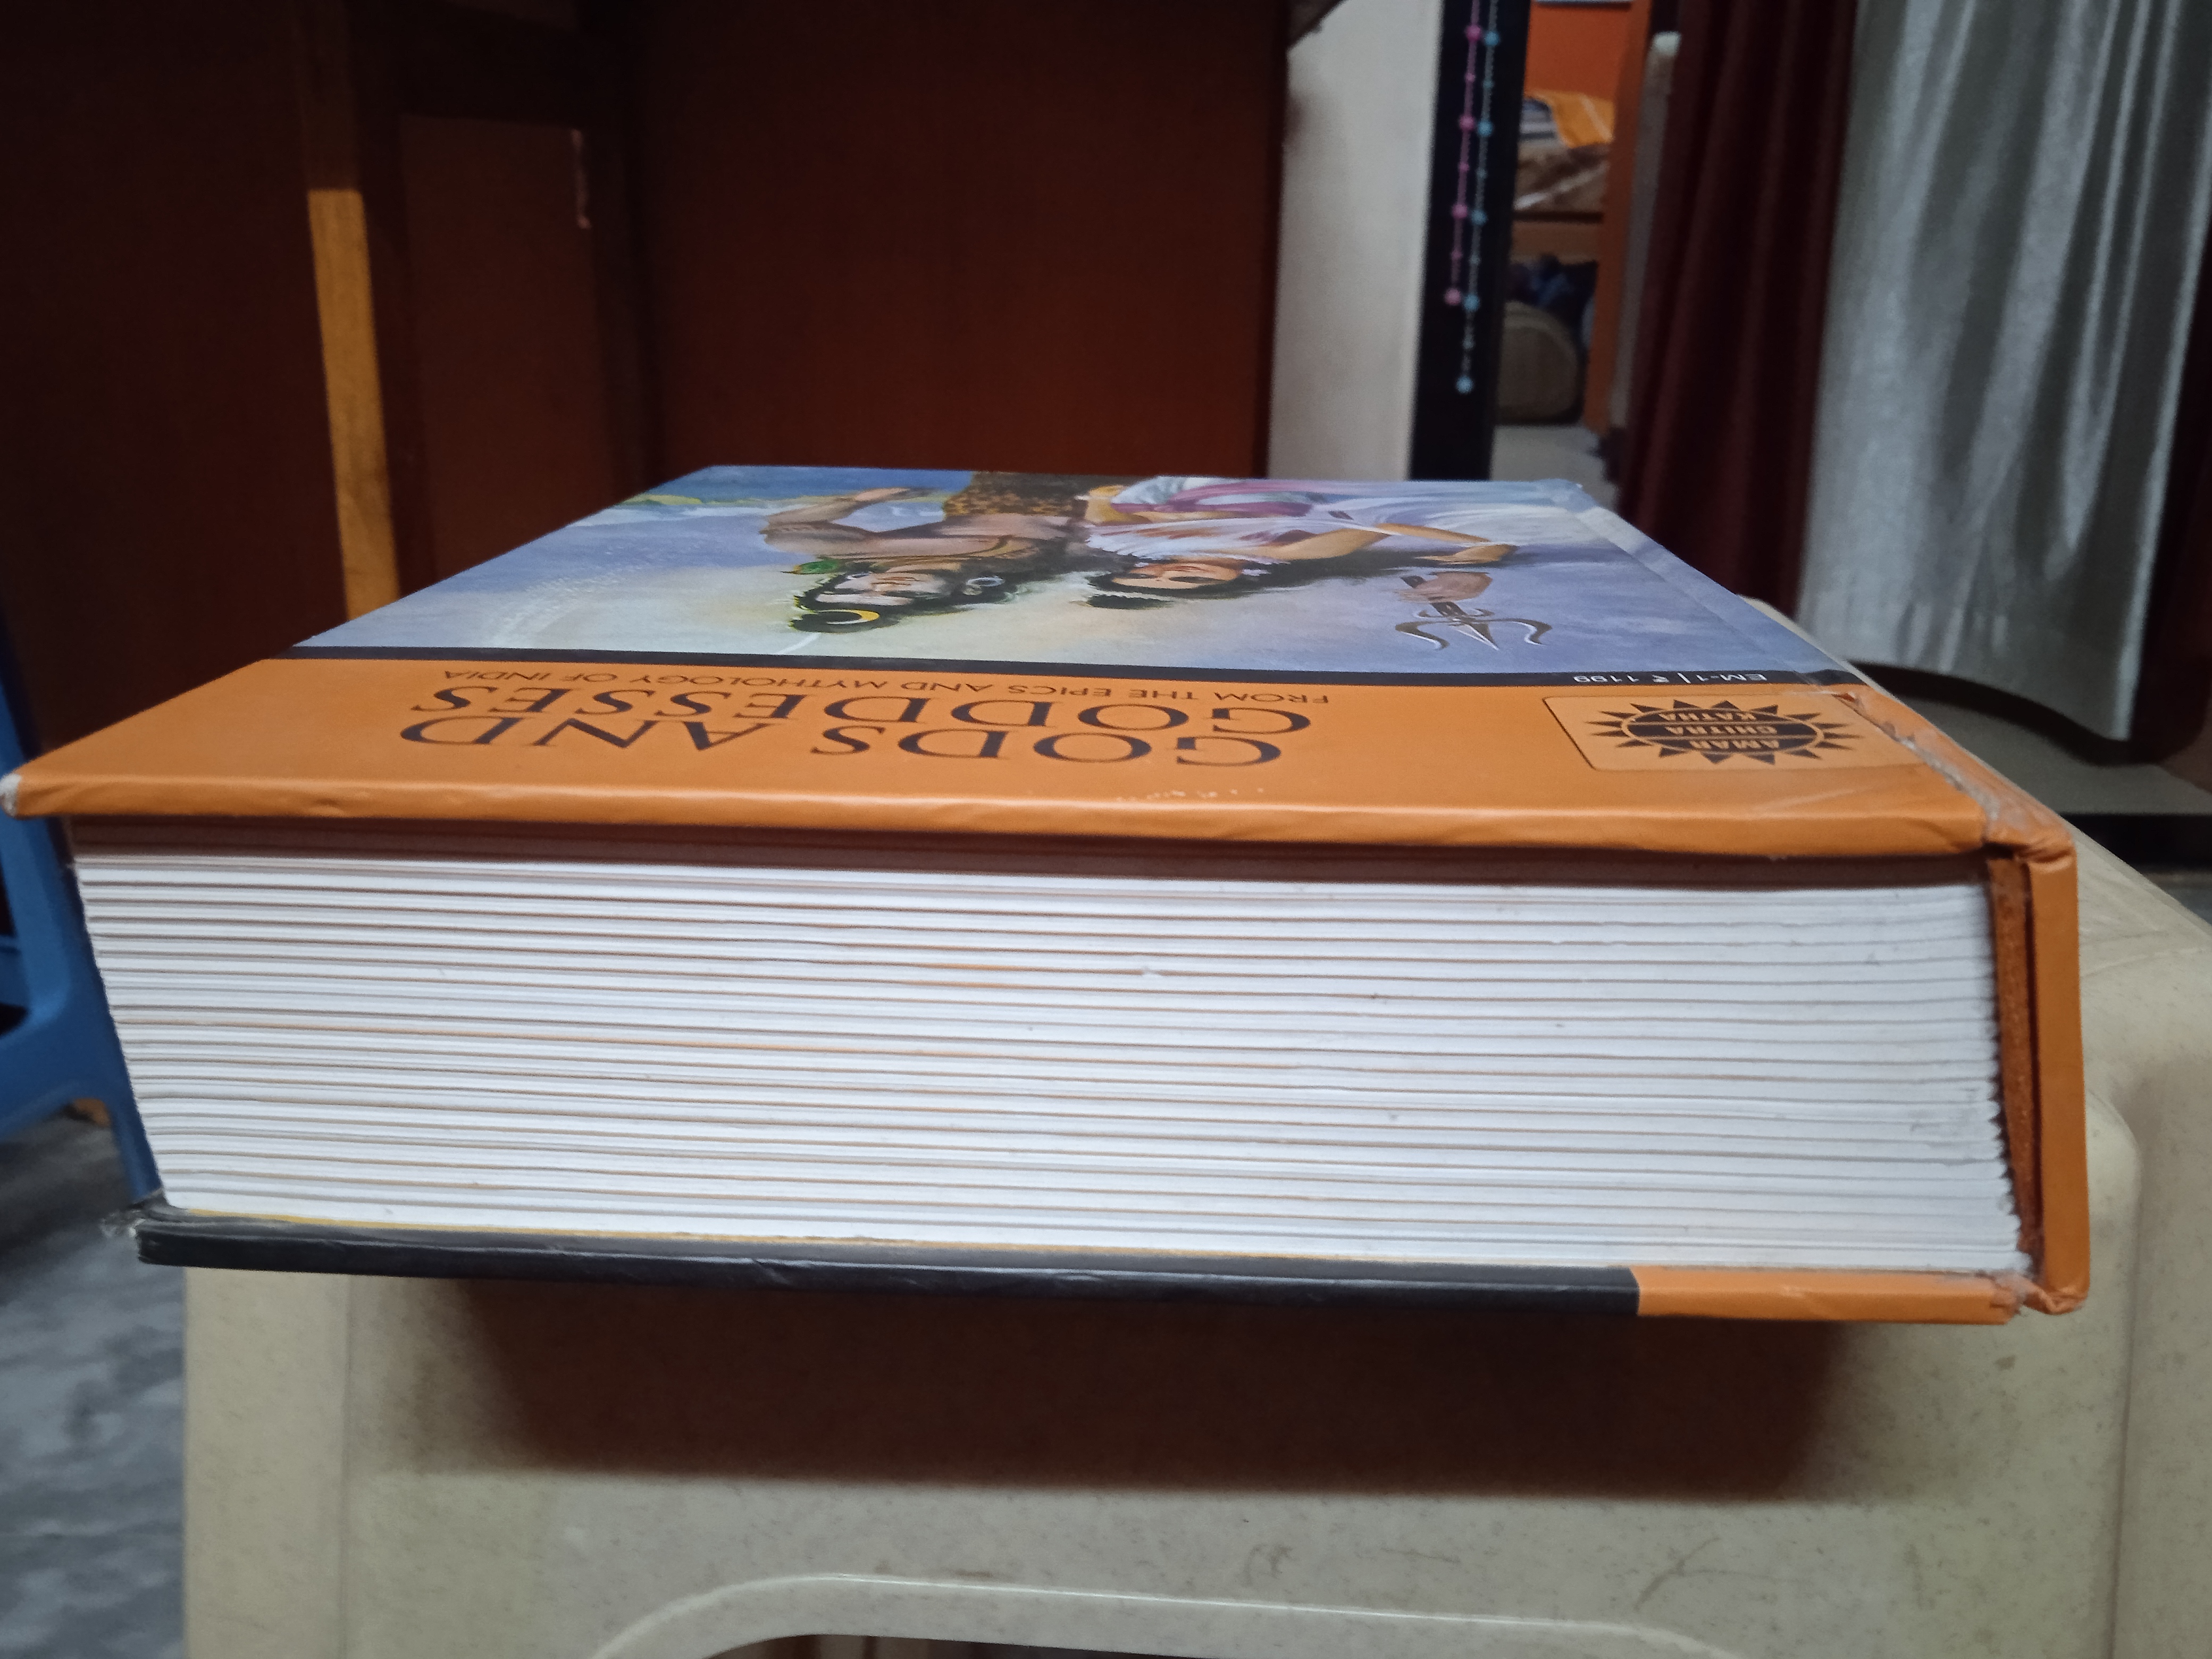 AMAR
CHITRA
KATHA
GODS AND
GODDESSES
FROM THE EPICS AND MYTHOLOGY OF INDIA
EM-1 | ₹ 1199